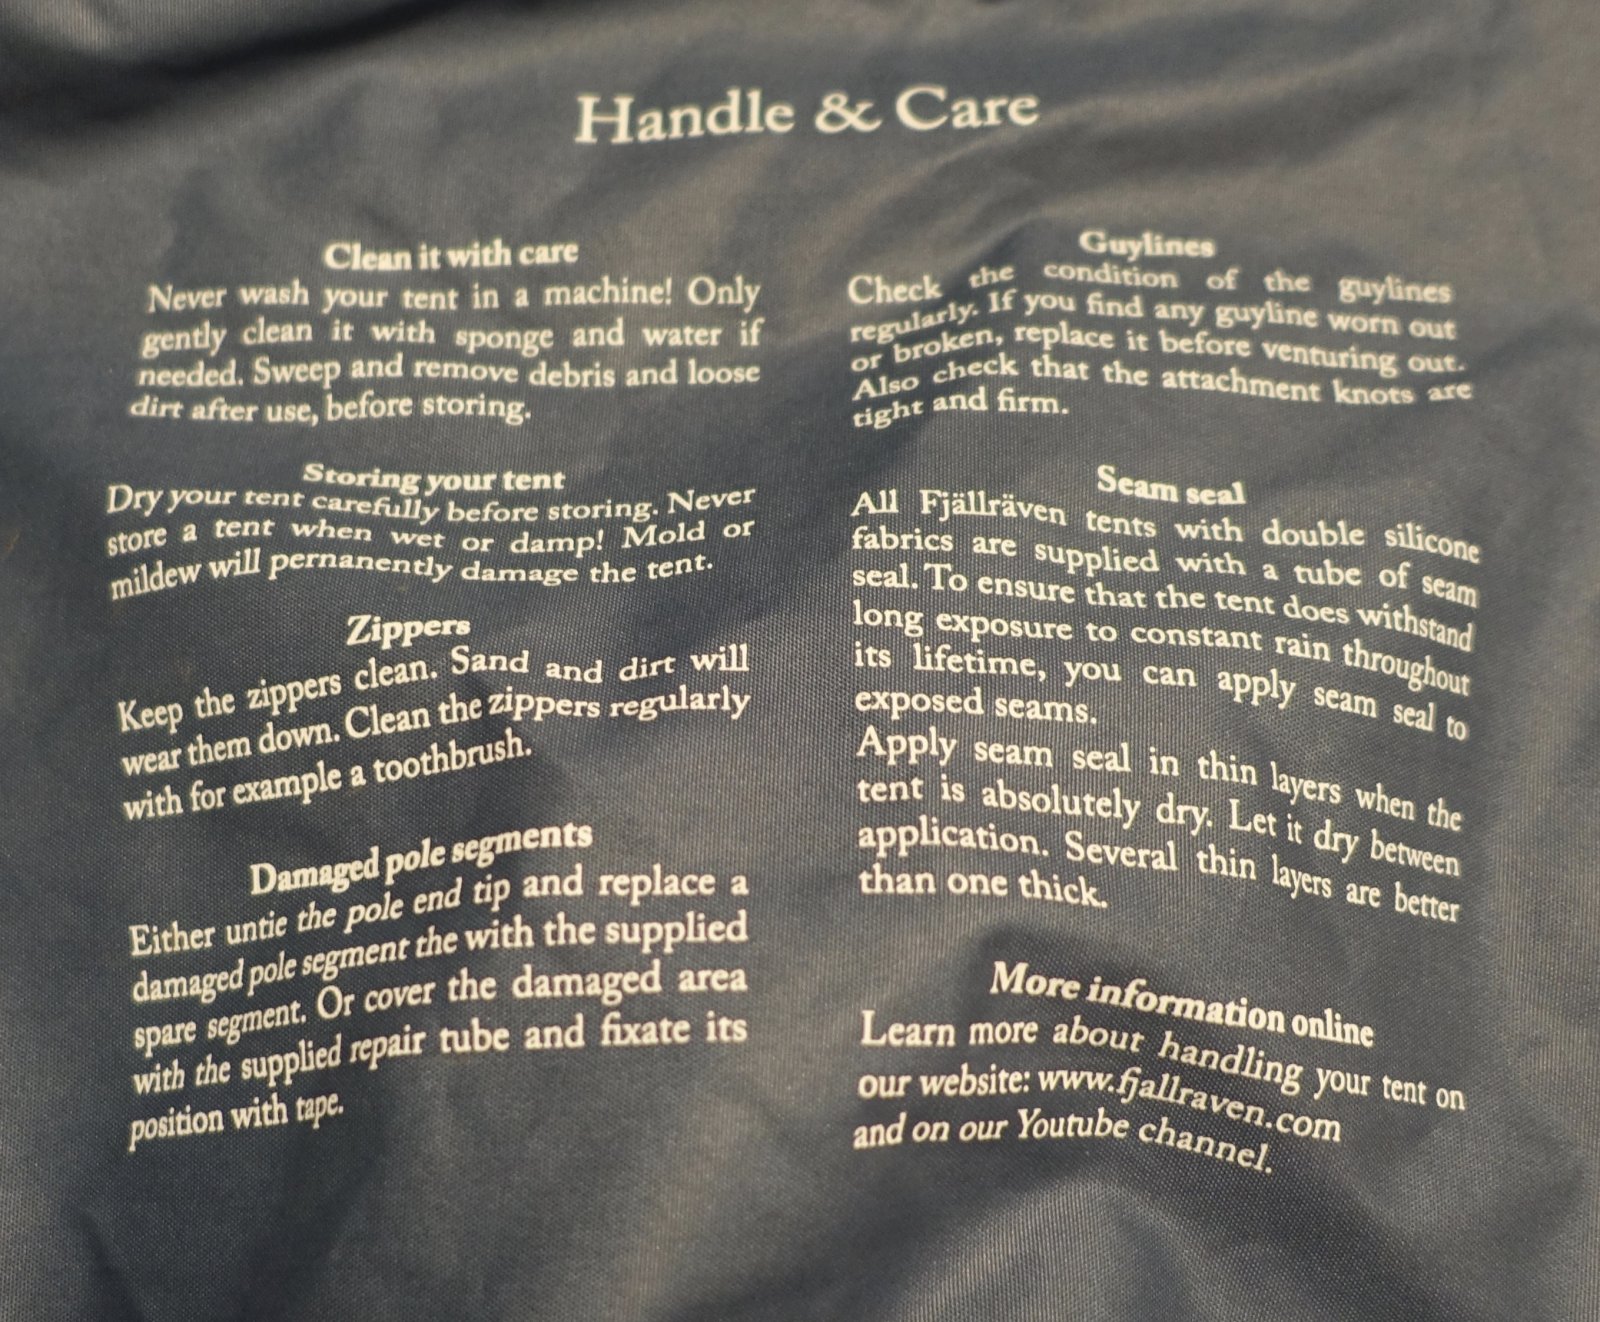 Handle & Care
Clean it with care
Never wash your tent in a machine! Only
gently clean it with sponge and water if
needed. Sweep and remove debris and loose
dirt after use, before storing.
Storing your tent
Dry your tent carefully before storing. Never
store a tent when wet or damp! Mold or
mildew will pernanently damage the tent.
Zippers
Keep the zippers clean. Sand and dirt will
wear them down. Clean the zippers regularly
with for example a toothbrush.
Damaged pole segments
Either untie the pole end tip and replace a
damaged pole segment the with the supplied
spare segment. Or cover the damaged area
with the supplied repair tube and fixate its
position with tape.
Guylines
Check the condition of the guylines
regularly. If you find any guyline worn out
or broken, replace it before venturing out.
Also check that the attachment knots are
tight and firm.
Seam seal
All Fjällräven tents with double silicone
fabrics are supplied with a tube of seam
seal. To ensure that the tent does withstand
long exposure to constant rain throughout
its lifetime, you can apply seam seal to
exposed seams.
Apply seam seal in thin layers when the
tent is absolutely dry. Let it dry between
application. Several thin layers are better
than one thick.
More information online
Learn more about handling your tent on
our website: www.fjallraven.com
and on our Youtube channel.